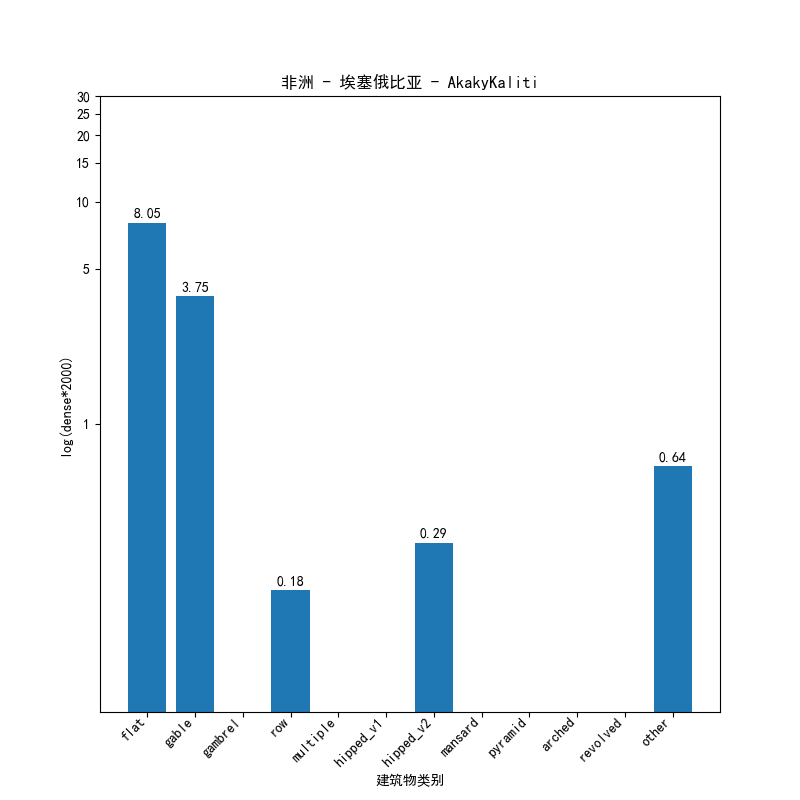 非洲 - 埃塞俄比亚 - AkakyKaliti
30
25
20
15
10
5
1
log(dense*2000)
8.05
3.75
0.18
0.29
0.64
flat
gable
gambrel
row
multiple
hipped_v1
hipped_v2
mansard
pyramid
arched
revolved
other
建筑物类别